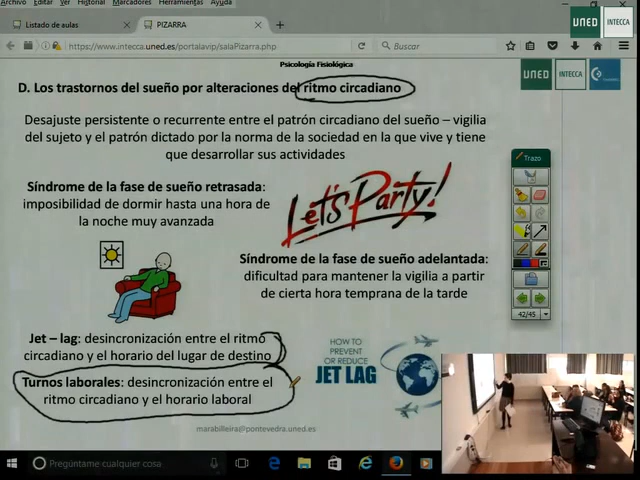 Archivo Editar Ver Historial Marcadores Herramientas Ayuda
Listado de aulas
PIZARRA
https://www.intecca.uned.es/portalavip/salaPizarra.php
Buscar
UNED
INTECCA
Psicología Fisiológica
UNED
INTECCA
D. Los trastornos del sueño por alteraciones del ritmo circadiano
Desajuste persistente o recurrente entre el patrón circadiano del sueño – vigilia
del sujeto y el patrón dictado por la norma de la sociedad en la que vive y tiene
que desarrollar sus actividades
Síndrome de la fase de sueño retrasada:
imposibilidad de dormir hasta una hora de
la noche muy avanzada
Let's Party!
Síndrome de la fase de sueño adelantada:
dificultad para mantener la vigilia a partir
de cierta hora temprana de la tarde
Jet – lag: desincronización entre el ritmo
circadiano y el horario del lugar de destino
HOW TO
PREVENT
OR REDUCE
JET LAG
Turnos laborales: desincronización entre el
ritmo circadiano y el horario laboral
marabilleira@pontevedra.uned.es
Trazo
42/45
Pregúntame cualquier cosa